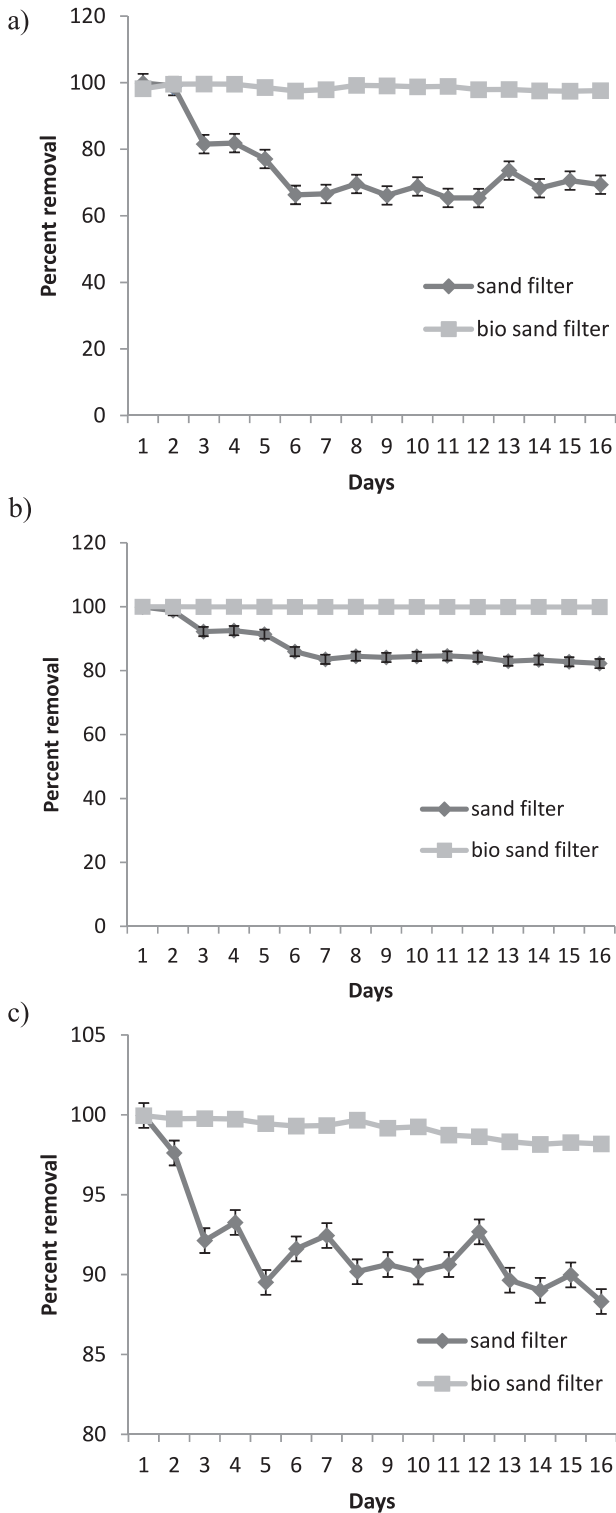 a)
120
100
80
60
40
20
0
Percent removal
sand filter
bio sand filter
1 2 3 4 5 6 7 8 9 10 11 12 13 14 15 16
Days
b)
120
100
80
60
40
20
0
Percent removal
sand filter
bio sand filter
1 2 3 4 5 6 7 8 9 10 11 12 13 14 15 16
Days
c)
105
100
95
90
85
80
Percent removal
sand filter
bio sand filter
1 2 3 4 5 6 7 8 9 10 11 12 13 14 15 16
Days